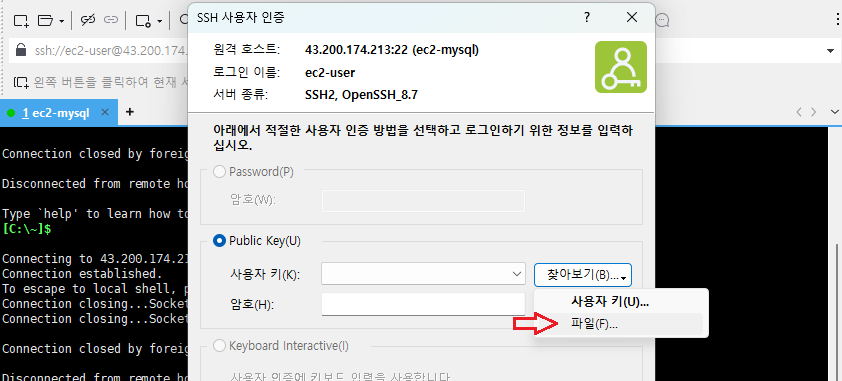 SSH 사용자 인증
? ×
ssh://ec2-user@43.200.174.
왼쪽 버튼을 클릭하여 현재 세
1 ec2-mysql × +
원격 호스트: 43.200.174.213:22 (ec2-mysql)
로그인 이름: ec2-user
서버 종류: SSH2, OpenSSH_8.7
아래에서 적절한 사용자 인증 방법을 선택하고 로그인하기 위한 정보를 입력하
십시오.
Password(P)
암호(W):
Public Key(U)
사용자 키(K):
찾아보기(B)...
암호(H):
사용자 키(U)...
파일(F)...
Keyboard Interactive(I)
사용자 인증에 키보드 입력을 사용합니다
Connection closed by foreig
Disconnected from remote ho
Type `help' to learn how to
[C:\~]$
Connecting to 43.200.174.21
Connection established.
To escape to local shell, p
Connection closing...Socket
Connection closing...Socket
Connection closed by foreig
Disconnected from remote ho